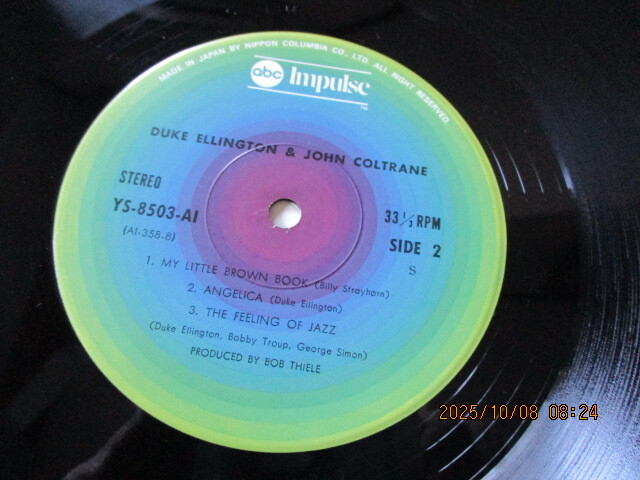 MADE IN JAPAN BY NIPPON COLUMBIA CO., LTD. ALL RIGHT RESERVED.
abc Impulse
DUKE ELLINGTON & JOHN COLTRANE
STEREO
YS-8503-AI
(AI-358-B)
33 1/3 RPM
SIDE 2
S
1. MY LITTLE BROWN BOOK (Billy Strayhorn)
2. ANGELICA (Duke Ellington)
3. THE FEELING OF JAZZ
(Duke Ellington, Bobby Troup, George Simon)
PRODUCED BY BOB THIELE
2025/10/08 08:24